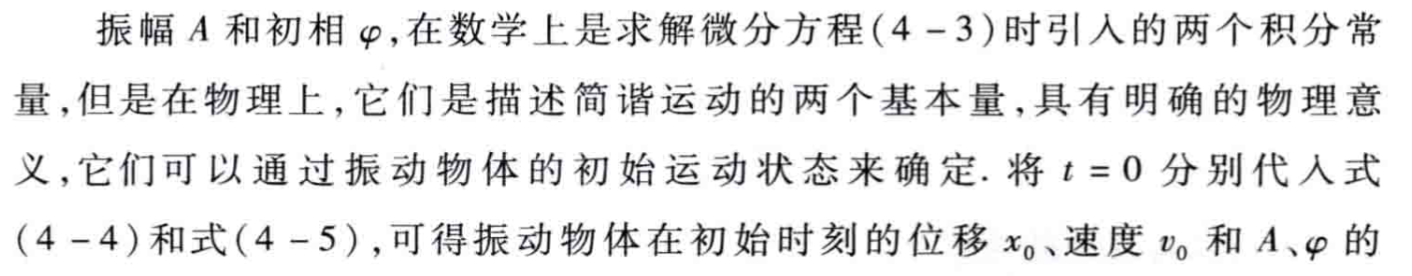 振幅 A 和初相 φ,在数学上是求解微分方程(4-3)时引入的两个积分常
量,但是在物理上,它们是描述简谐运动的两个基本量,具有明确的物理意
义,它们可以通过振动物体的初始运动状态来确定. 将 t = 0 分别代入式
(4-4)和式(4-5),可得振动物体在初始时刻的位移 x₀、速度 v₀ 和 A、φ 的